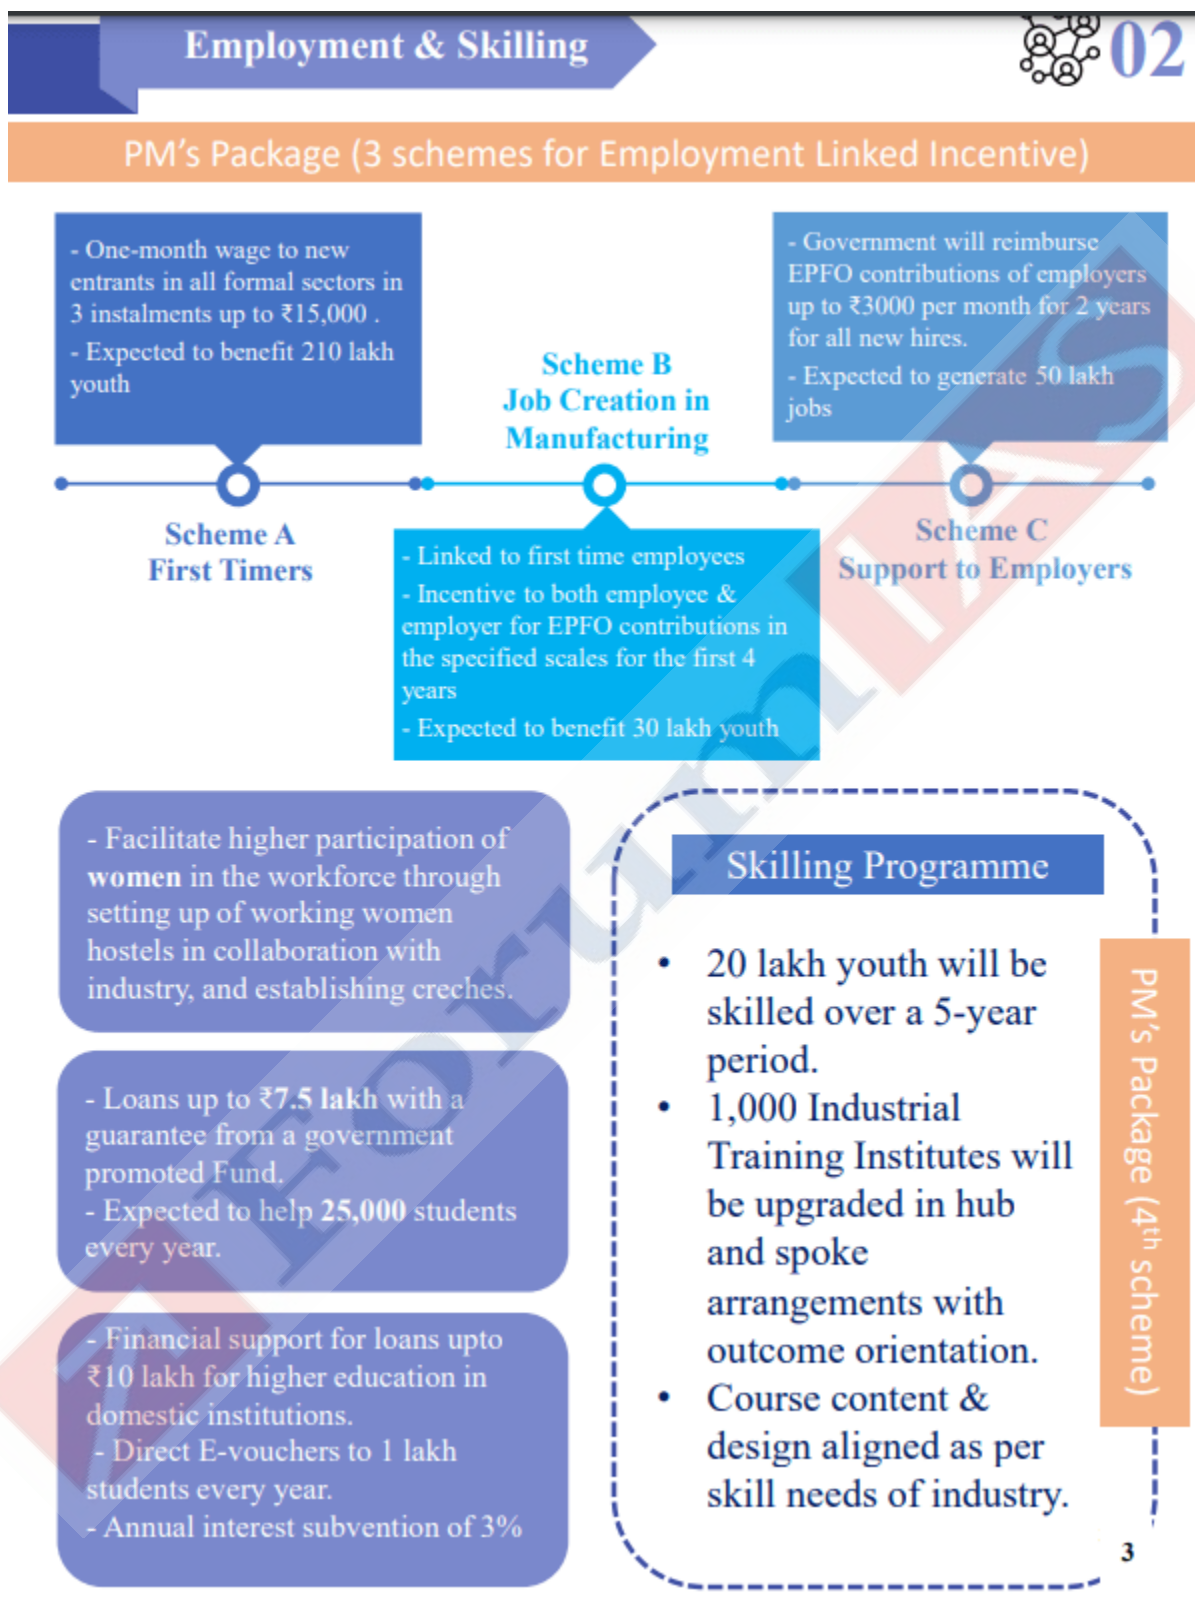 Employment & Skilling
02
PM's Package (3 schemes for Employment Linked Incentive)
- One-month wage to new
entrants in all formal sectors in
3 instalments up to ₹15,000 .
- Expected to benefit 210 lakh
youth
Scheme A
First Timers
Scheme B
Job Creation in
Manufacturing
- Linked to first time employees
- Incentive to both employee &
employer for EPFO contributions in
the specified scales for the first 4
years
- Expected to benefit 30 lakh youth
- Government will reimburse
EPFO contributions of employers
up to ₹3000 per month for 2 years
for all new hires.
- Expected to generate 50 lakh
jobs
Scheme C
Support to Employers
- Facilitate higher participation of
women in the workforce through
setting up of working women
hostels in collaboration with
industry, and establishing creches.
- Loans up to ₹7.5 lakh with a
guarantee from a government
promoted Fund.
- Expected to help 25,000 students
every year.
- Financial support for loans upto
₹10 lakh for higher education in
domestic institutions.
- Direct E-vouchers to 1 lakh
students every year.
- Annual interest subvention of 3%
Skilling Programme
• 20 lakh youth will be
skilled over a 5-year
period.
• 1,000 Industrial
Training Institutes will
be upgraded in hub
and spoke
arrangements with
outcome orientation.
• Course content &
design aligned as per
skill needs of industry.
PM's Package (4th scheme)
3
ForumIAS